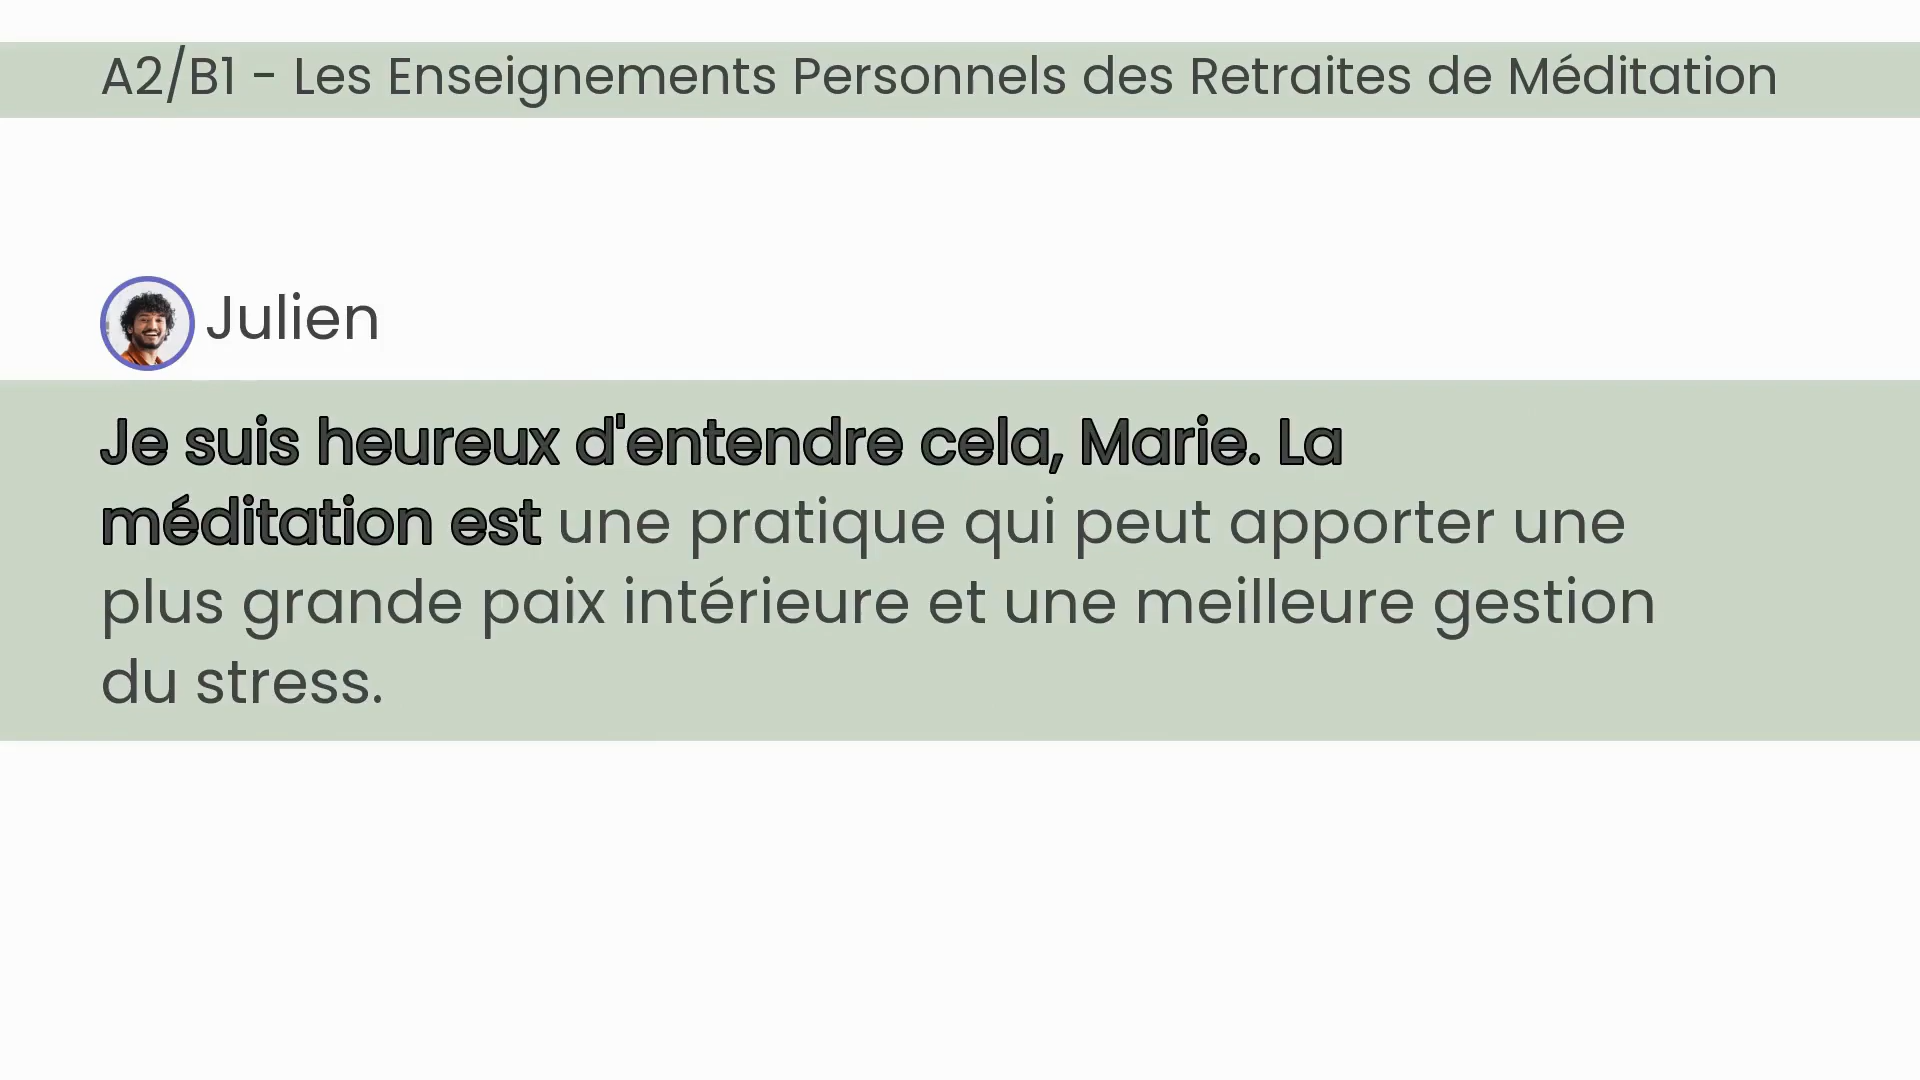 A2/B1 - Les Enseignements Personnels des Retraites de Méditation
Julien
Je suis heureux d'entendre cela, Marie. La
méditation est une pratique qui peut apporter une
plus grande paix intérieure et une meilleure gestion
du stress.